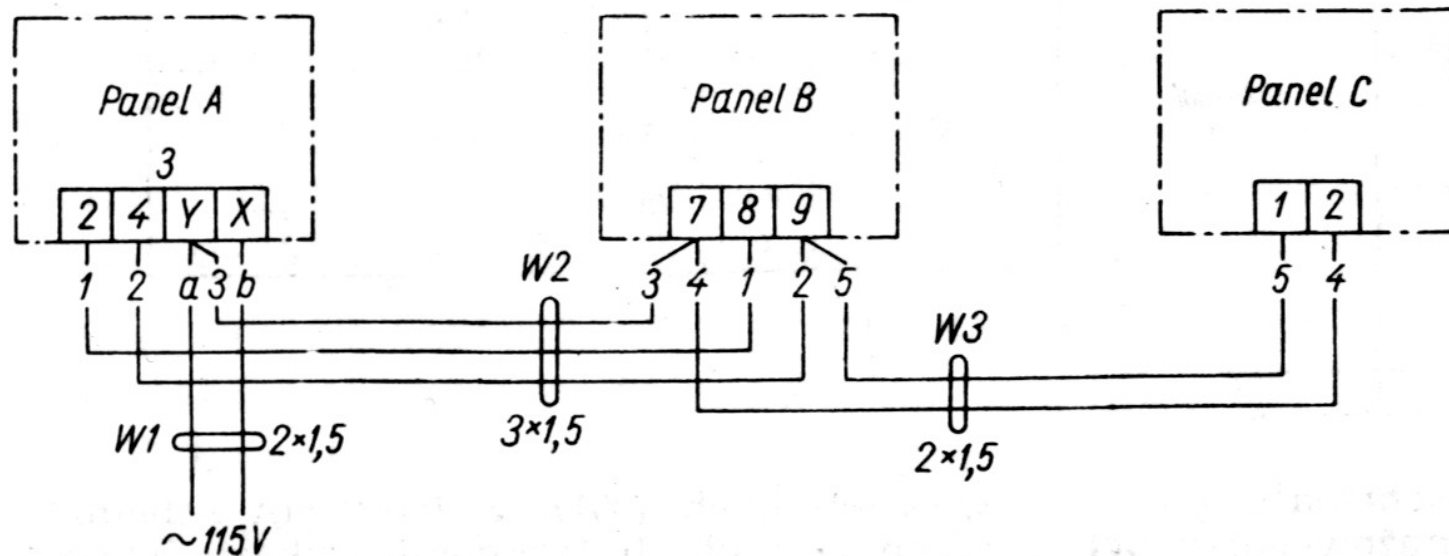 Panel A
Panel B
Panel C
3
2 4 Y X
7 8 9
1 2
1 2 a 3 b
3 4 1 2 5
5 4
W2
W3
3×1,5
W1 2×1,5
2×1,5
~115V